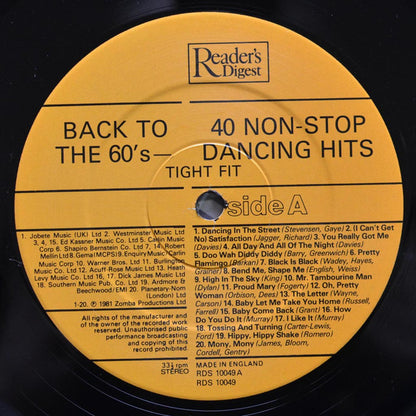 Reader's
Digest
BACK TO
THE 60's—
40 NON-STOP
DANCING HITS
TIGHT FIT
side A
1. Jobete Music (UK) Ltd 2. Westminster Music Ltd
3, 4, 15. Ed Kassner Music Co. Ltd 5. Carlin Music
Corp 6. Shapiro Bernstein Co Ltd 7, 14. Robert
Mellin Ltd 8. Gema(MCPS)9. Enquiry Music/Carlin
Music Corp 10. Warner Bros. Ltd 11. Burlington
Music Co Ltd 12. Acuff-Rose Music Ltd 13. Heath
Levy Music Co Ltd 16, 17. Dick James Music Ltd
18. Southern Music Pub. Co Ltd 19. Ardmore &
Beechwood/EMI 20. Planetary-Nom
(London) Ltd
1-20. ℗ 1981 Zomba Productions Ltd
1. Dancing In The Street (Stevensen, Gaye) 2. (I Can't Get
No) Satisfaction (Jagger, Richard) 3. You Really Got Me
(Davies) 4. All Day And All Of The Night (Davies)
5. Doo Wah Diddy Diddy (Barry, Greenwich) 6. Pretty
Flamingo (Barkan) 7. Black Is Black (Wadey, Hayes,
Grainer) 8. Bend Me, Shape Me (English, Weiss)
9. High In The Sky (King) 10. Mr. Tambourine Man
(Dylan) 11. Proud Mary (Fogerty) 12. Oh, Pretty
Woman (Orbison, Dees) 13. The Letter (Wayne,
Carson) 14. Baby Let Me Take You Home (Russell,
Farrell) 15. Baby Come Back (Grant) 16. How
Do You Do It (Murray) 17. I Like It (Murray)
18. Tossing And Turning (Carter-Lewis,
Ford) 19. Hippy, Hippy Shake (Romero)
20. Mony, Mony (James, Bloom,
Cordell, Gentry)
All rights of the manufacturer and of the
owner of the recorded work
reserved. Unauthorised public
performance broadcasting
and copying of this record
prohibited.
33⅓ rpm
STEREO
MADE IN ENGLAND
RDS 10049 A
RDS 10049